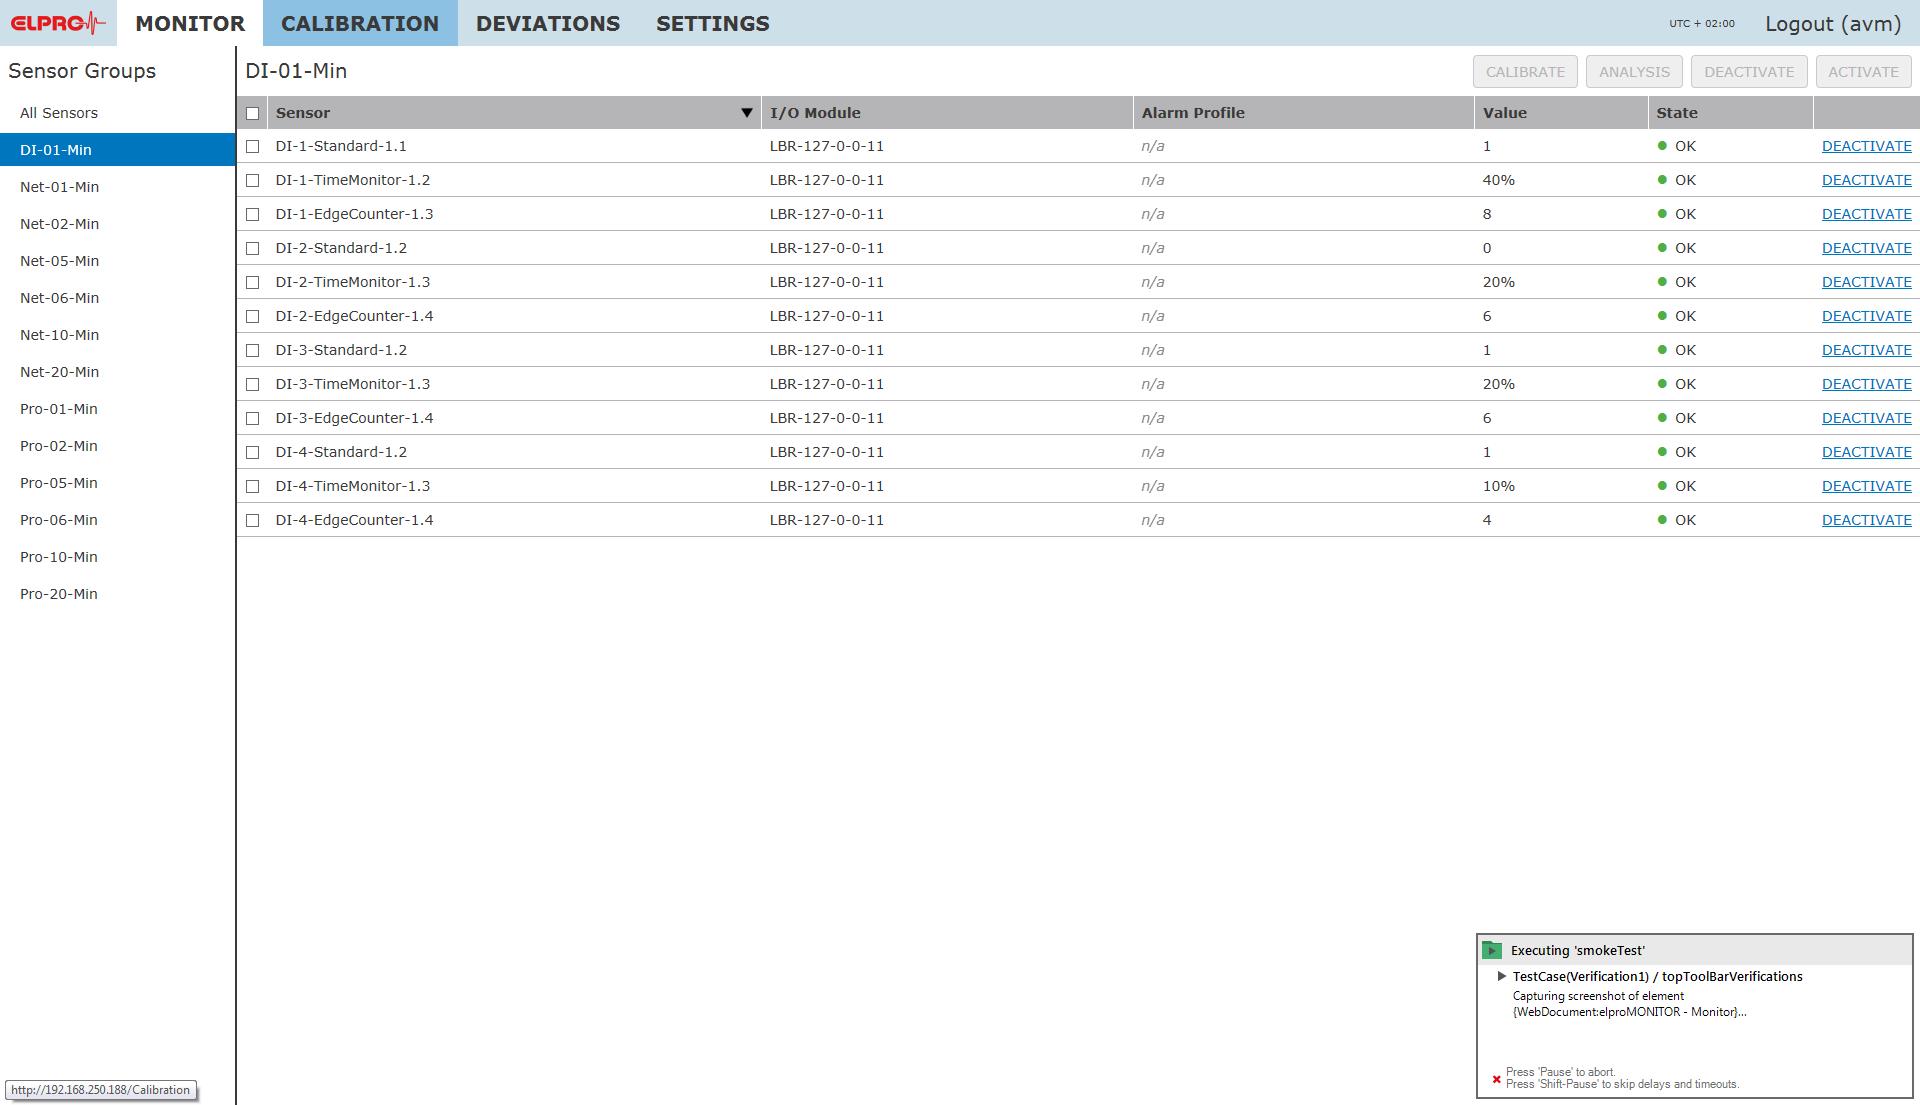 ELPRO MONITOR CALIBRATION DEVIATIONS SETTINGS UTC + 02:00 Logout (avm)
Sensor Groups
All Sensors
DI-01-Min
Net-01-Min
Net-02-Min
Net-05-Min
Net-06-Min
Net-10-Min
Net-20-Min
Pro-01-Min
Pro-02-Min
Pro-05-Min
Pro-06-Min
Pro-10-Min
Pro-20-Min
DI-01-Min CALIBRATE ANALYSIS DEACTIVATE ACTIVATE
Sensor I/O Module Alarm Profile Value State
DI-1-Standard-1.1 LBR-127-0-0-11 n/a 1 OK DEACTIVATE
DI-1-TimeMonitor-1.2 LBR-127-0-0-11 n/a 40% OK DEACTIVATE
DI-1-EdgeCounter-1.3 LBR-127-0-0-11 n/a 8 OK DEACTIVATE
DI-2-Standard-1.2 LBR-127-0-0-11 n/a 0 OK DEACTIVATE
DI-2-TimeMonitor-1.3 LBR-127-0-0-11 n/a 20% OK DEACTIVATE
DI-2-EdgeCounter-1.4 LBR-127-0-0-11 n/a 6 OK DEACTIVATE
DI-3-Standard-1.2 LBR-127-0-0-11 n/a 1 OK DEACTIVATE
DI-3-TimeMonitor-1.3 LBR-127-0-0-11 n/a 20% OK DEACTIVATE
DI-3-EdgeCounter-1.4 LBR-127-0-0-11 n/a 6 OK DEACTIVATE
DI-4-Standard-1.2 LBR-127-0-0-11 n/a 1 OK DEACTIVATE
DI-4-TimeMonitor-1.3 LBR-127-0-0-11 n/a 10% OK DEACTIVATE
DI-4-EdgeCounter-1.4 LBR-127-0-0-11 n/a 4 OK DEACTIVATE
Executing 'smokeTest'
TestCase(Verification1) / topToolBarVerifications
Capturing screenshot of element
{WebDocument:elproMONITOR - Monitor}...
Press 'Pause' to abort.
Press 'Shift-Pause' to skip delays and timeouts.
http://192.168.250.188/Calibration